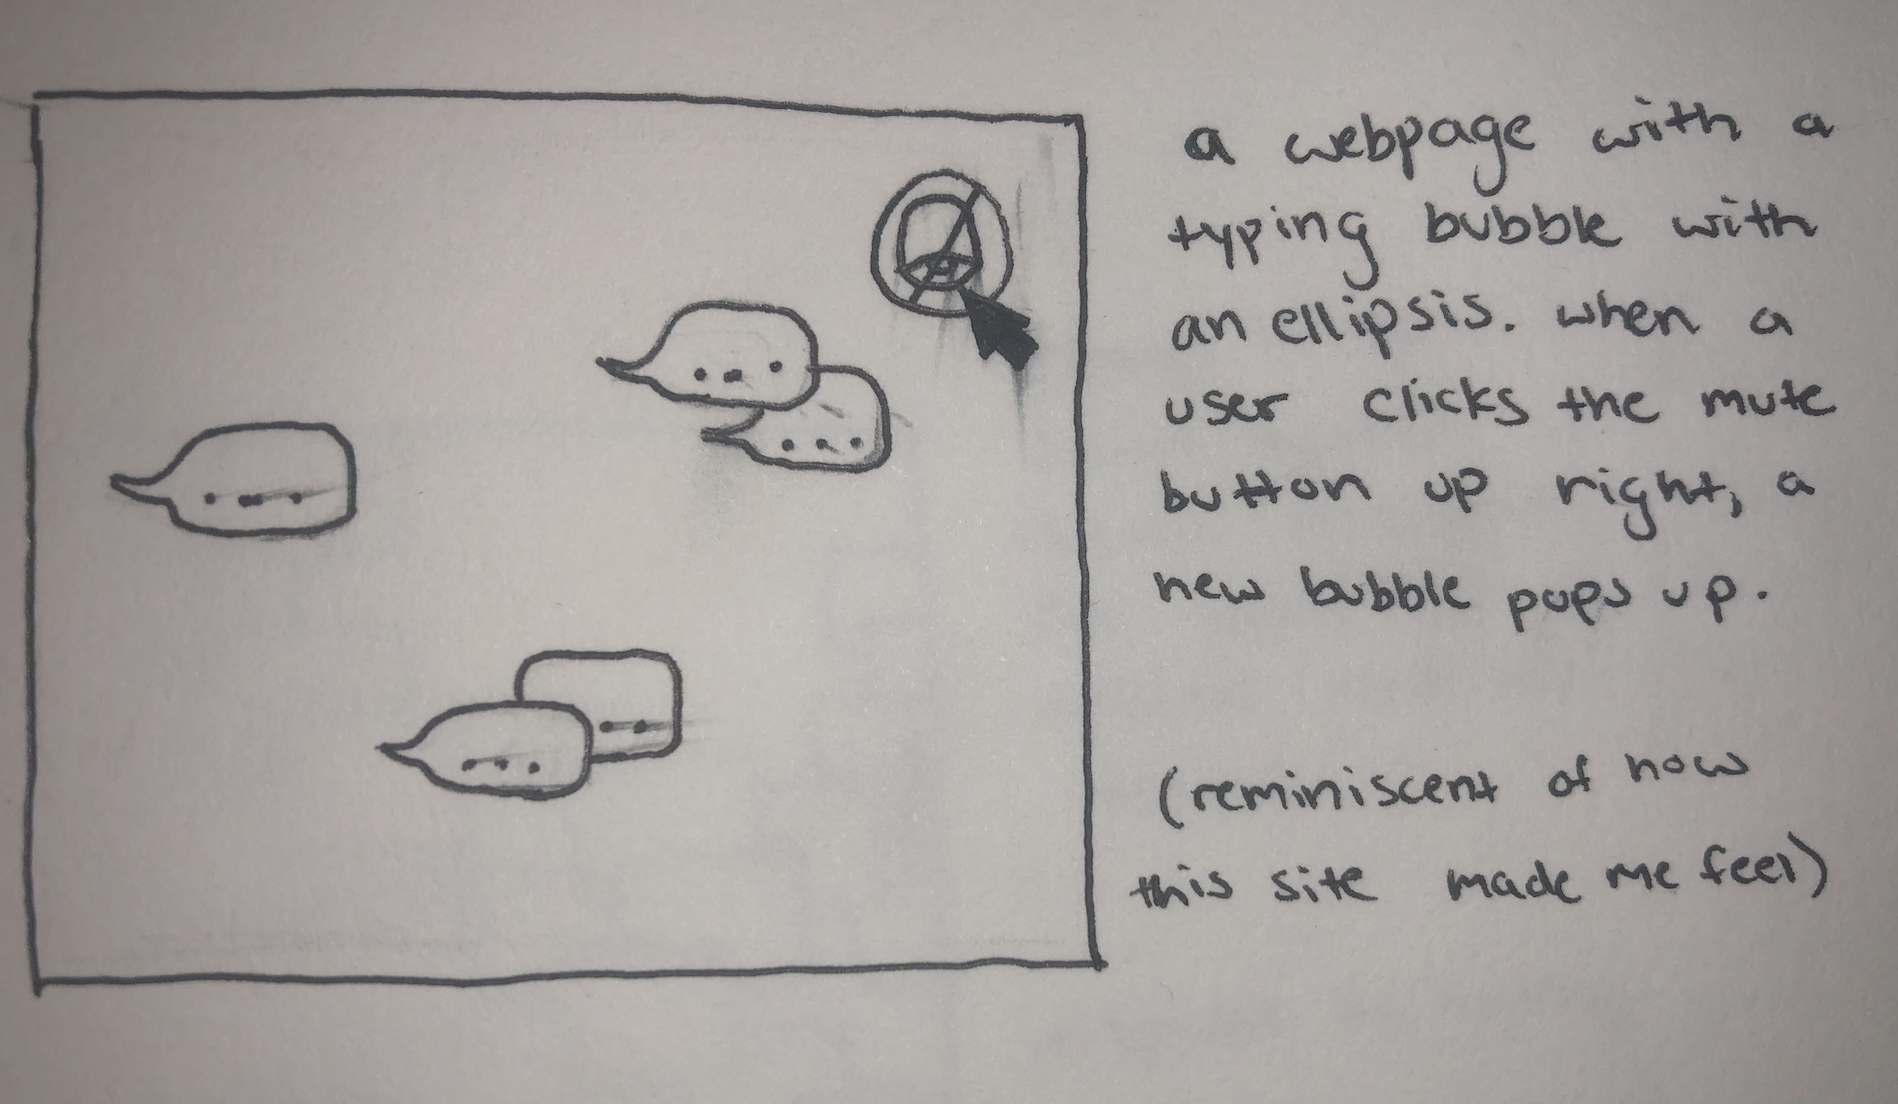 a webpage with a
typing bubble with
an ellipsis. when a
user clicks the mute
button up right, a
new bubble pops up.
(reminiscent of how
this site made me feel)